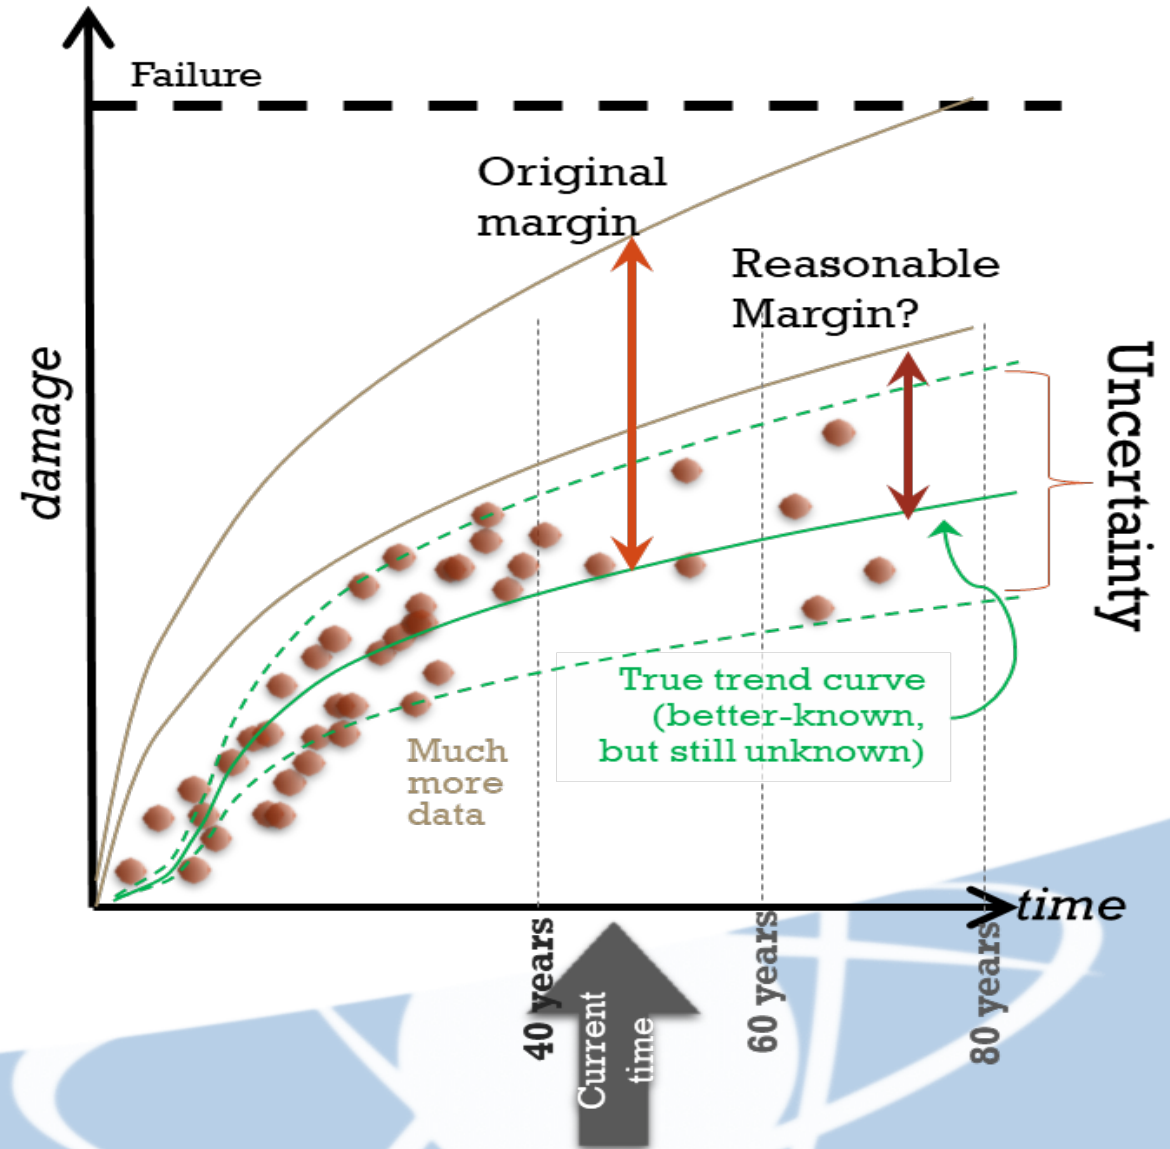 Failure
Original
margin
Reasonable
Margin?
damage
Uncertainty
True trend curve
(better-known,
but still unknown)
Much
more
data
time
40 years
60 years
80 years
Current
time